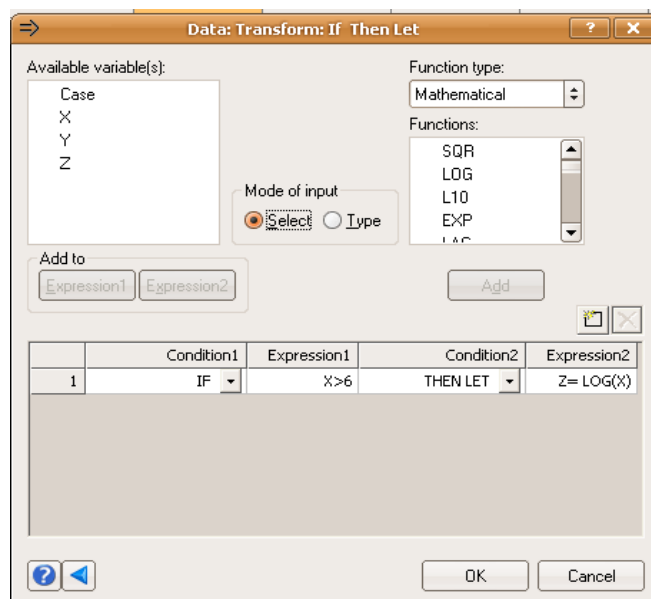 Data: Transform: If Then Let
Available variable(s):
Case
X
Y
Z
Mode of input
Select
Type
Function type:
Mathematical
Functions:
SQR
LOG
L10
EXP
Add to
Expression1
Expression2
Add
Condition1 Expression1 Condition2 Expression2
1 IF X>6 THEN LET Z= LOG(X)
OK
Cancel